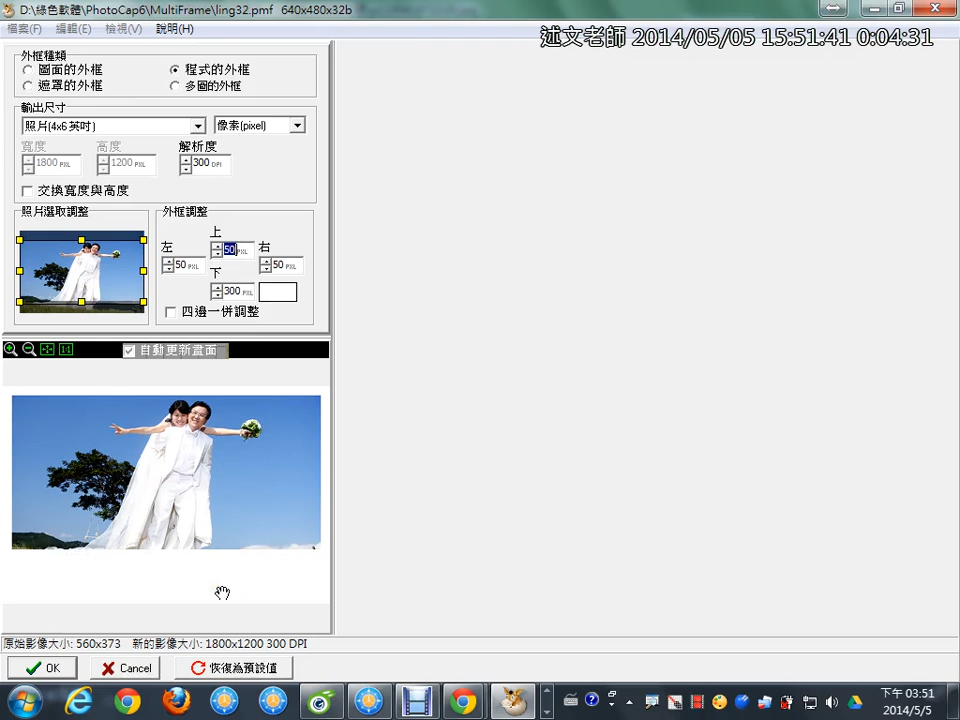 D:\綠色軟體\PhotoCap6\MultiFrame\ling32.pmf 640x480x32b
檔案(F) 編輯(E) 檢視(V) 說明(H)
述文老師 2014/05/05 15:51:41 0:04:31
外框種類
圖面的外框 程式的外框
遮罩的外框 多圖的外框
輸出尺寸
照片(4x6英吋) 像素(pixel)
寬度 高度 解析度
1800 PXL 1200 PXL 300 DPI
交換寬度與高度
照片選取調整 外框調整
上
左 50 PXL 右
50 PXL 下 50 PXL
300 PXL
四邊一併調整
1:1 自動更新畫面
原始影像大小: 560x373 新的影像大小: 1800x1200 300 DPI
OK Cancel 恢復為預設值
下午 03:51
2014/5/5